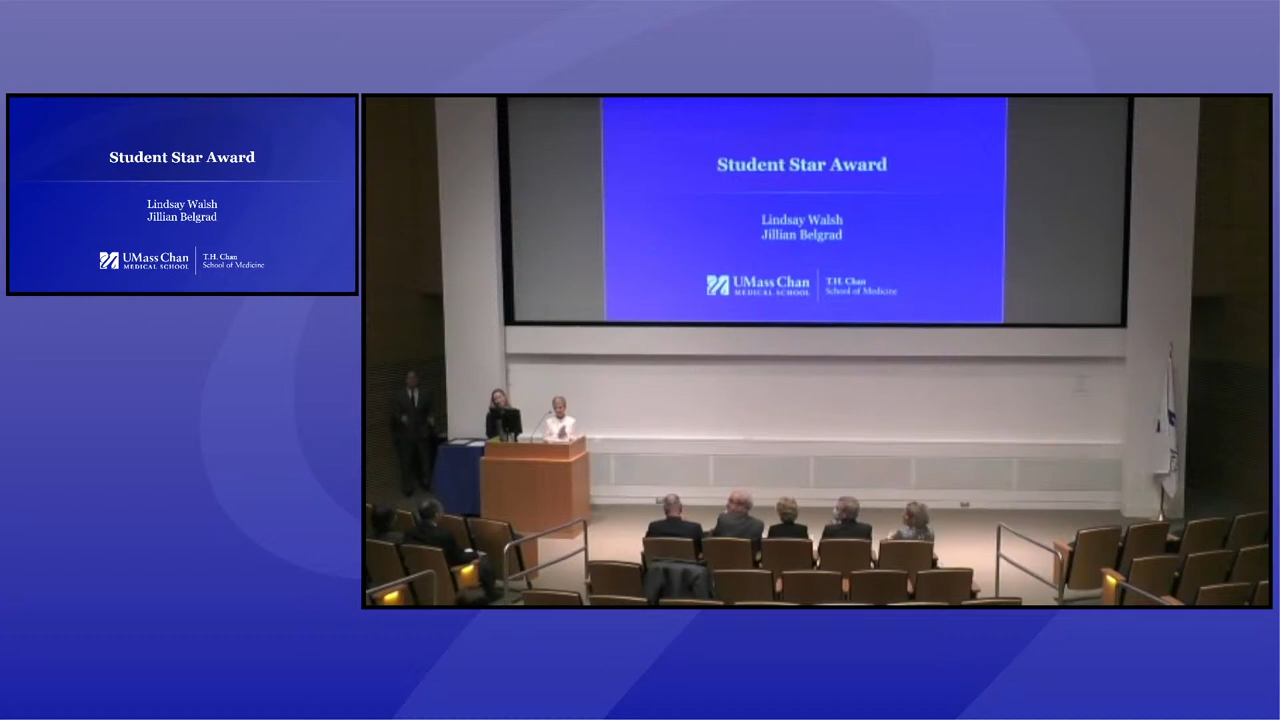 Student Star Award
Lindsay Walsh
Jillian Belgrad
UMass Chan
MEDICAL SCHOOL
T.H. Chan
School of Medicine
Student Star Award
Lindsay Walsh
Jillian Belgrad
UMass Chan
MEDICAL SCHOOL
T.H. Chan
School of Medicine